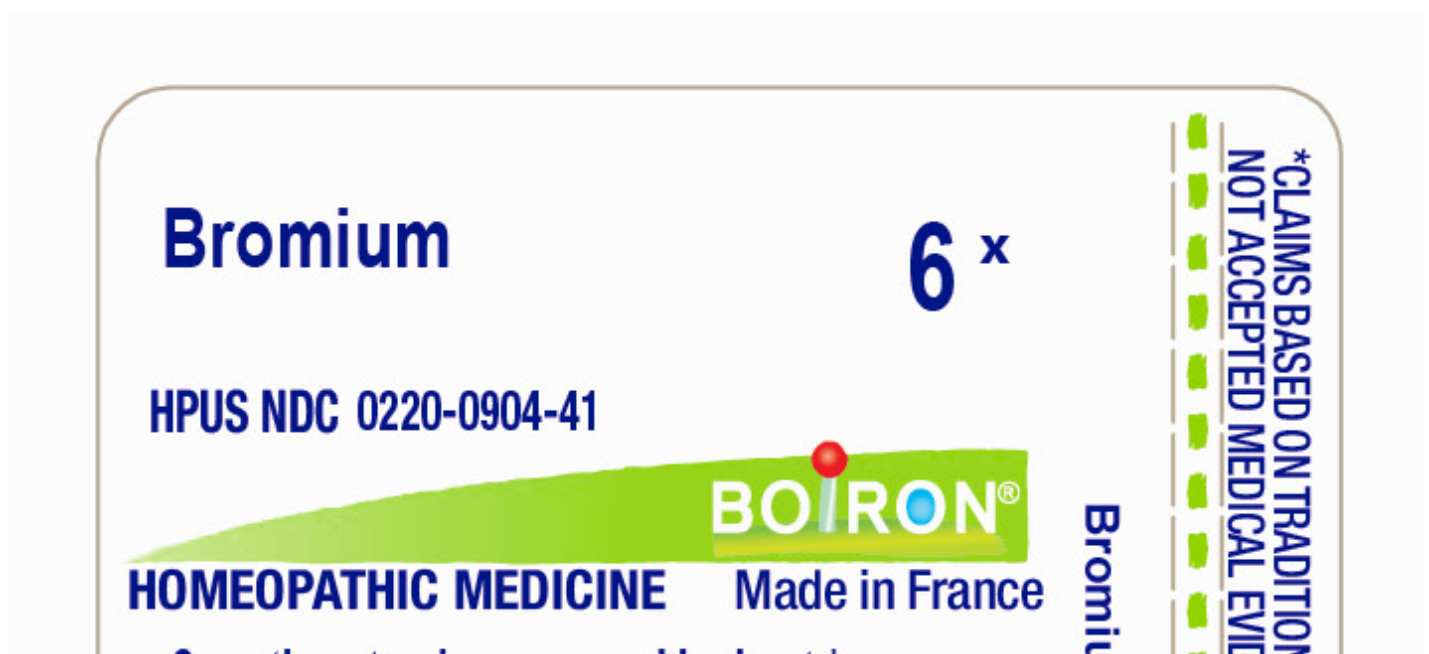 Bromium
6 x
HPUS NDC 0220-0904-41
BOIRON®
HOMEOPATHIC MEDICINE Made in France
Bromiu
*CLAIMS BASED ON TRADITION
NOT ACCEPTED MEDICAL EVID